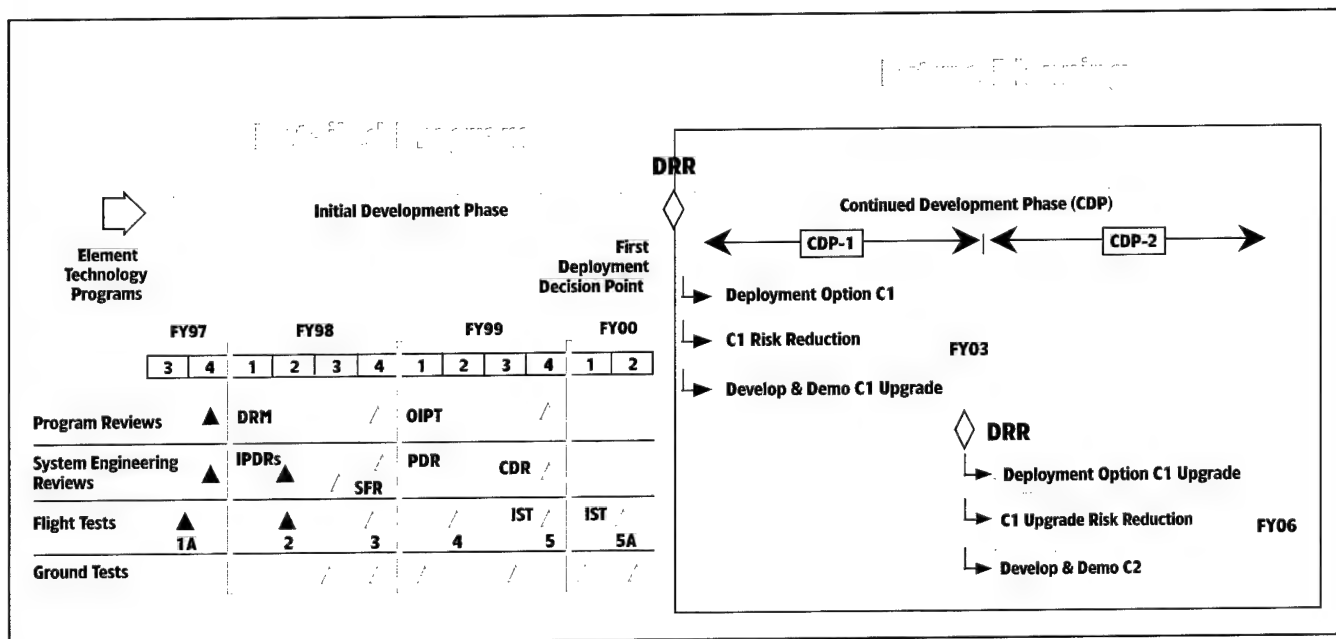 DRR
Initial Development Phase
Continued Development Phase (CDP)
CDP-1
CDP-2
Element
Technology
Programs
First
Deployment
Decision Point
Deployment Option C1
C1 Risk Reduction
Develop & Demo C1 Upgrade
FY03
DRR
Deployment Option C1 Upgrade
C1 Upgrade Risk Reduction
FY06
Develop & Demo C2
FY97 FY98 FY99 FY00
3 4 1 2 3 4 1 2 3 4 1 2
Program Reviews DRM OIPT
System Engineering
Reviews
IPDRs PDR CDR
SFR
Flight Tests IST IST
1A 2 3 4 5 5A
Ground Tests